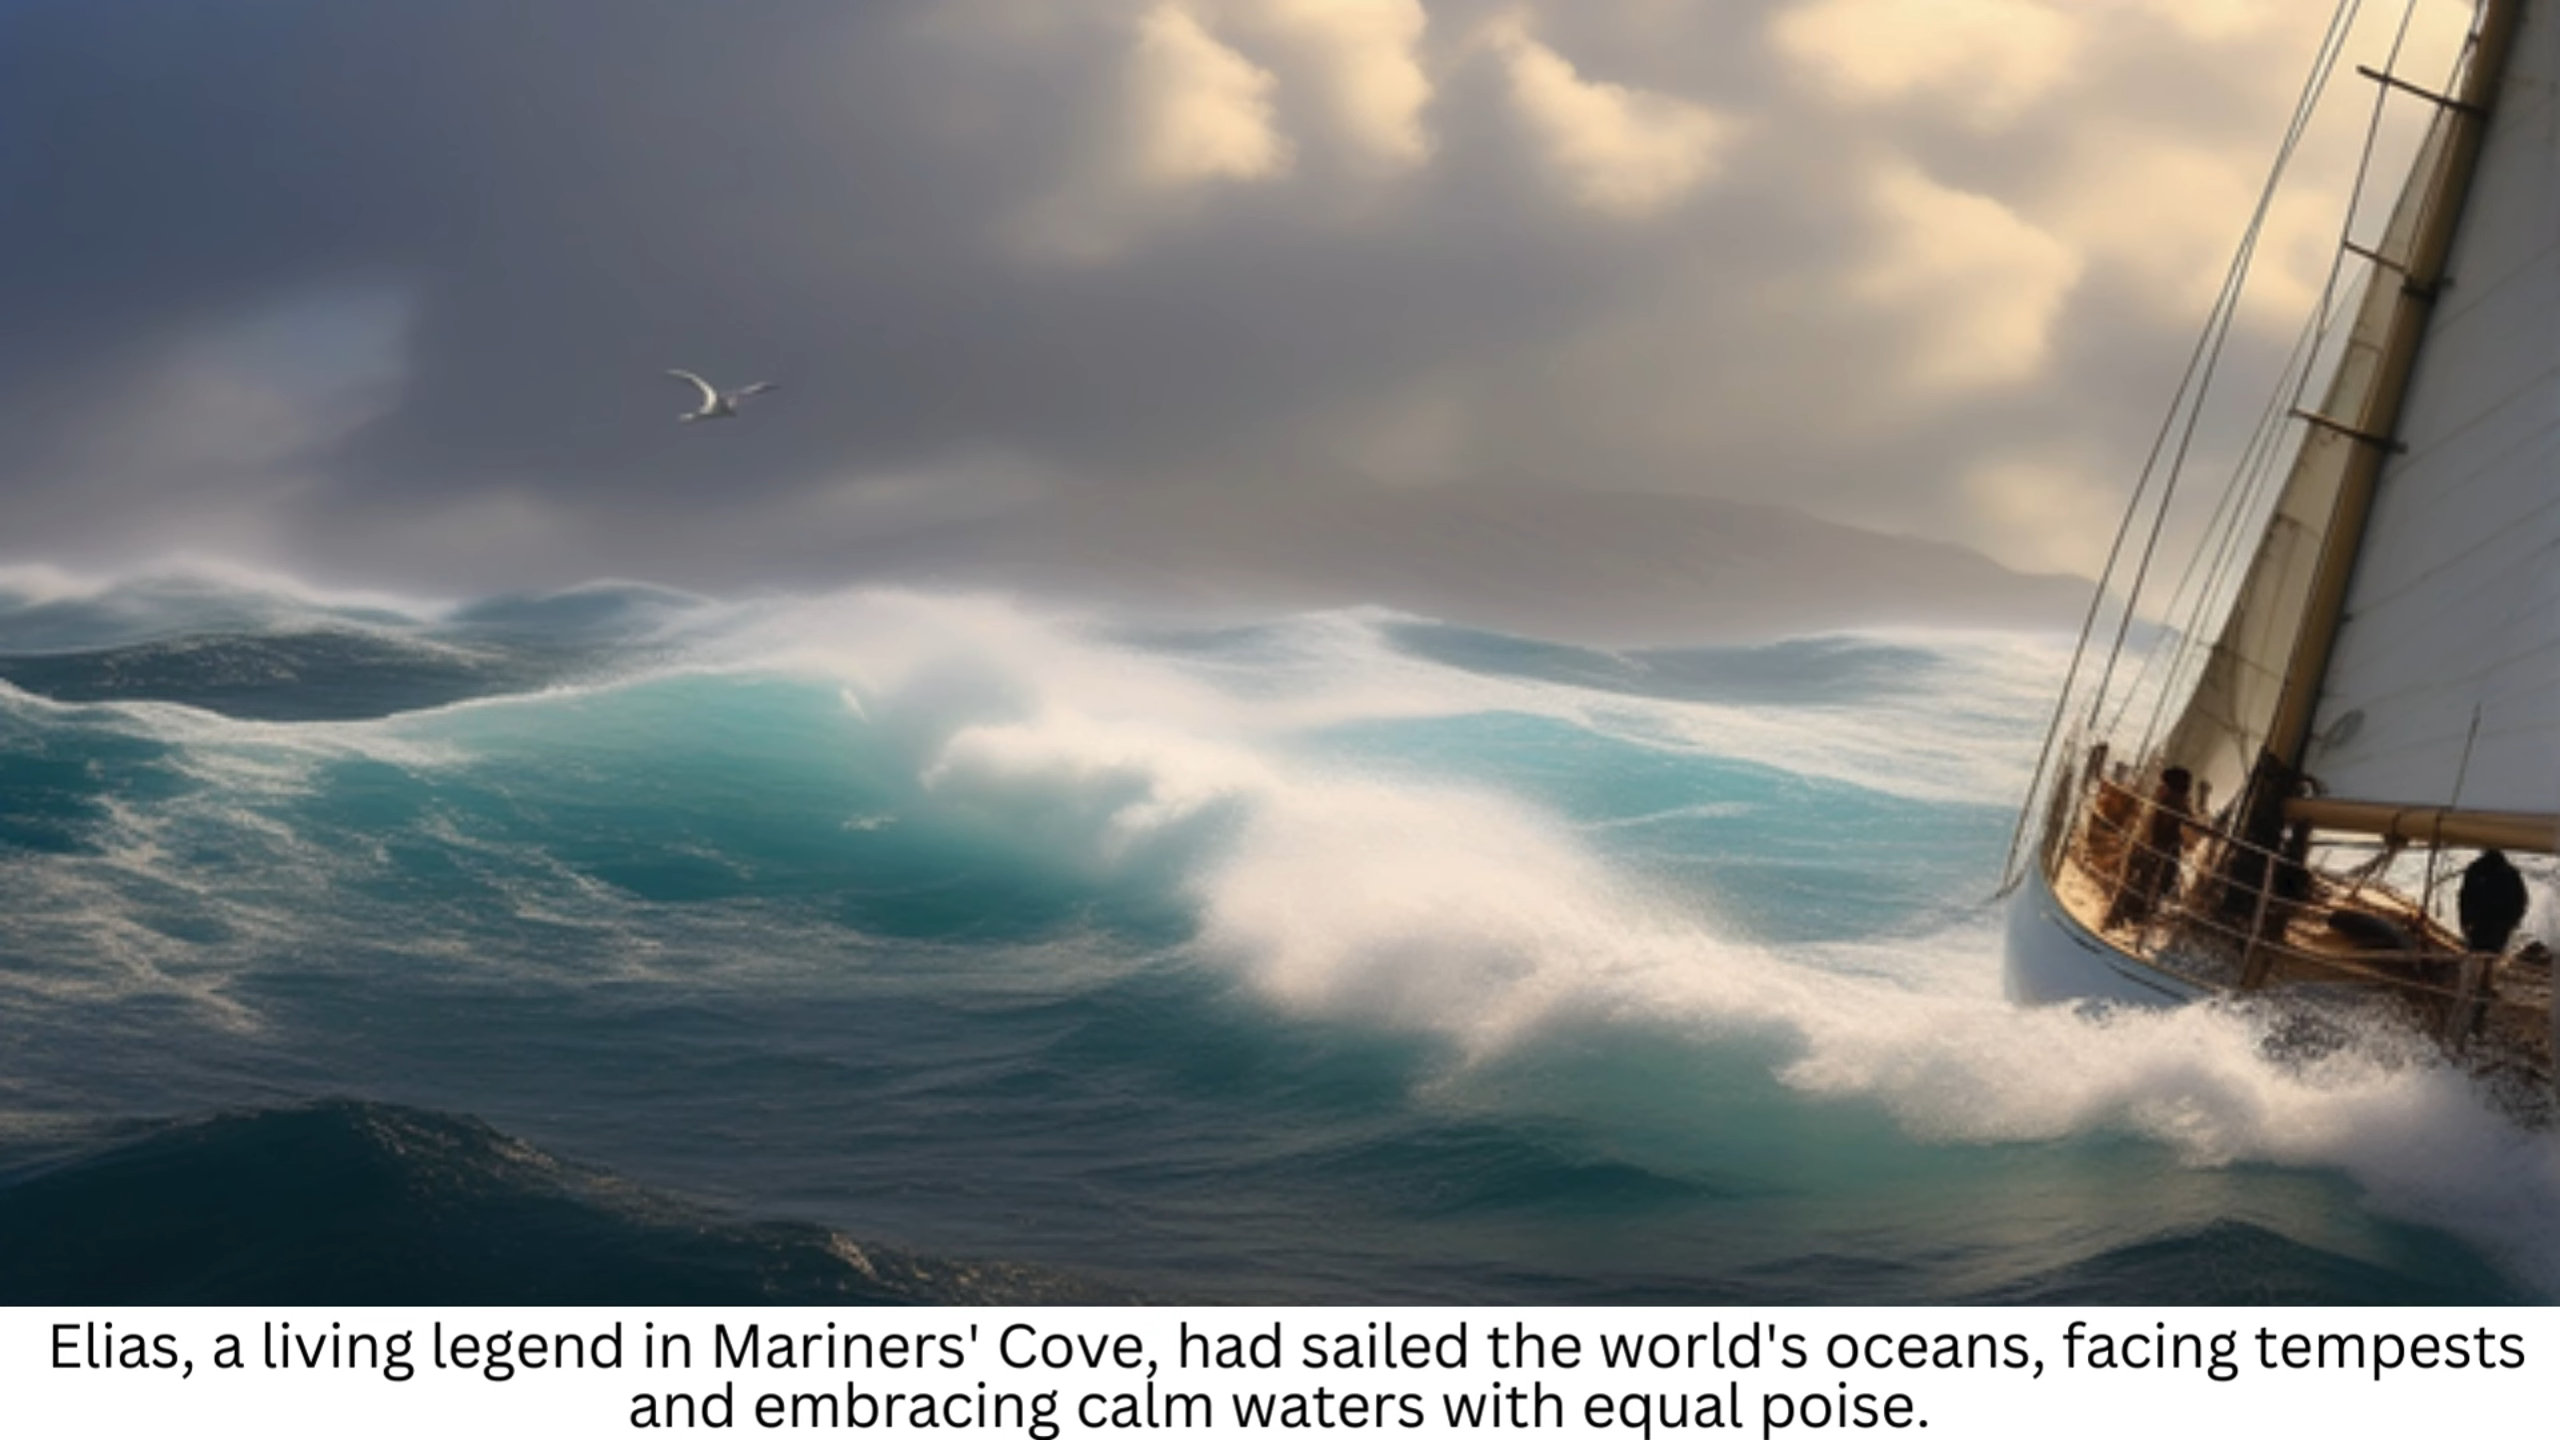 Elias, a living legend in Mariners' Cove, had sailed the world's oceans, facing tempests
and embracing calm waters with equal poise.